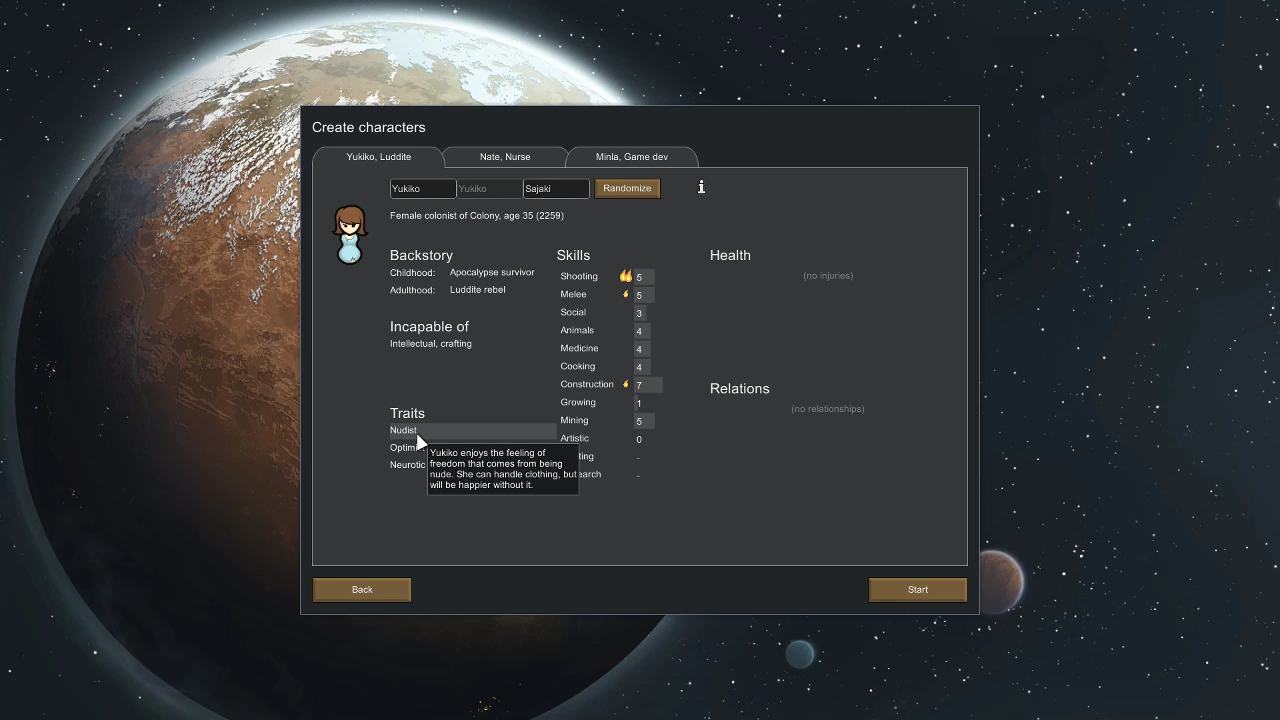 Create characters
Yukiko, Luddite
Nate, Nurse
Minla, Game dev
Yukiko
Yukiko
Sajaki
Randomize
Female colonist of Colony, age 35 (2259)
Backstory
Childhood: Apocalypse survivor
Adulthood: Luddite rebel
Incapable of
Intellectual, crafting
Traits
Nudist
Optim
Neurotic
Yukiko enjoys the feeling of
freedom that comes from being
nude. She can handle clothing, but
will be happier without it.
Skills
Shooting 5
Melee 5
Social 3
Animals 4
Medicine 4
Cooking 4
Construction 7
Growing 1
Mining 5
Artistic 0
ting -
earch -
Health
(no injuries)
Relations
(no relationships)
Back
Start